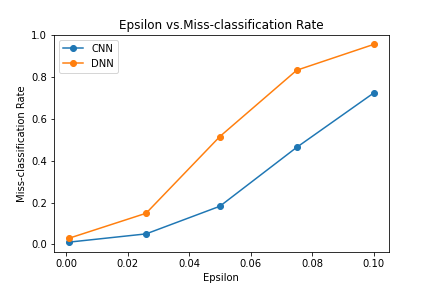 Epsilon vs.Miss-classification Rate
CNN
DNN
Miss-classification Rate
1.0
0.8
0.6
0.4
0.2
0.0
0.00 0.02 0.04 0.06 0.08 0.10
Epsilon